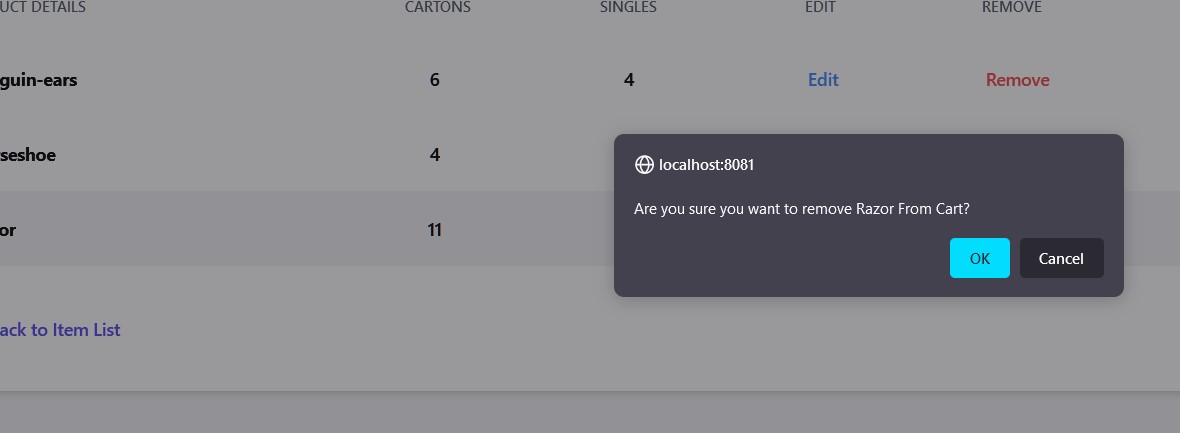 UCT DETAILS CARTONS SINGLES EDIT REMOVE
guin-ears 6 4 Edit Remove
seshoe 4
or 11
localhost:8081
Are you sure you want to remove Razor From Cart?
OK Cancel
ack to Item List